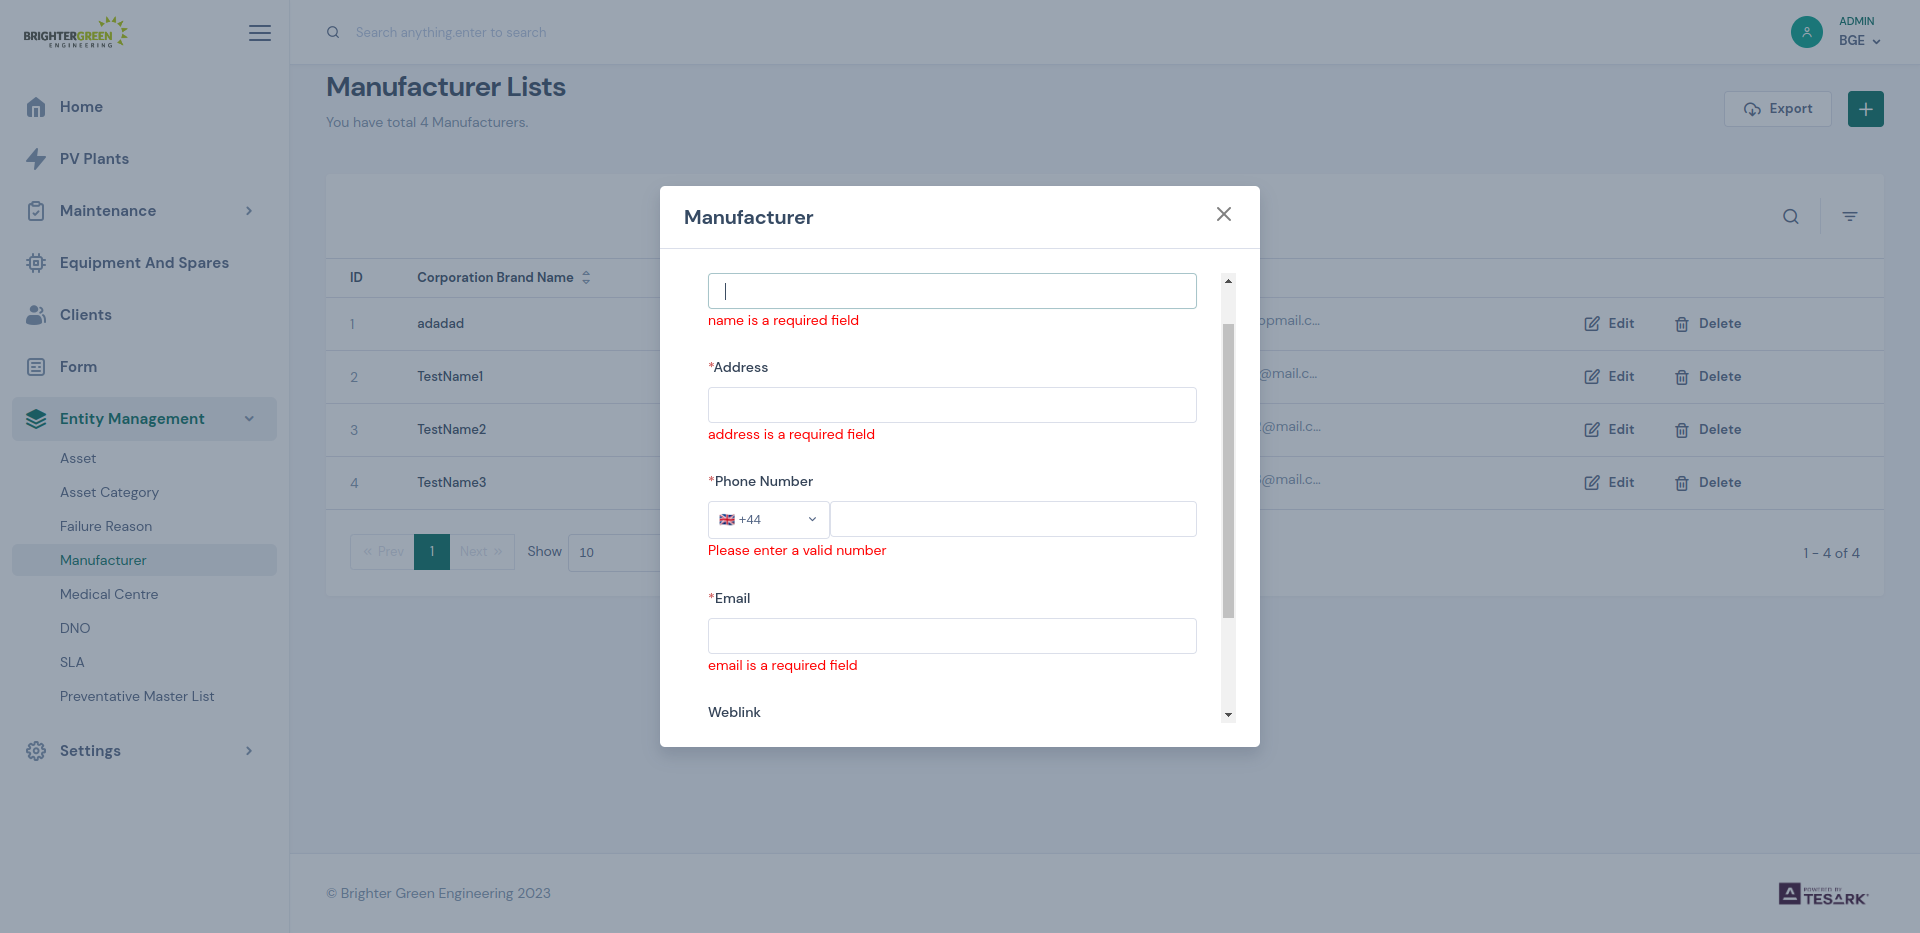 BRIGHTERGREEN
ENGINEERING
Search anything.enter to search
ADMIN
BGE
Home
PV Plants
Maintenance
Equipment And Spares
Clients
Form
Entity Management
Asset
Asset Category
Failure Reason
Manufacturer
Medical Centre
DNO
SLA
Preventative Master List
Settings
Manufacturer Lists
You have total 4 Manufacturers.
Export
ID Corporation Brand Name
1 adadad opmail.c... Edit Delete
2 TestName1 @mail.c... Edit Delete
3 TestName2 @mail.c... Edit Delete
4 TestName3 @mail.c... Edit Delete
« Prev 1 Next » Show 10
1 - 4 of 4
Manufacturer
name is a required field
*Address
address is a required field
*Phone Number
+44
Please enter a valid number
*Email
email is a required field
Weblink
© Brighter Green Engineering 2023
POWERED BY
TESARK